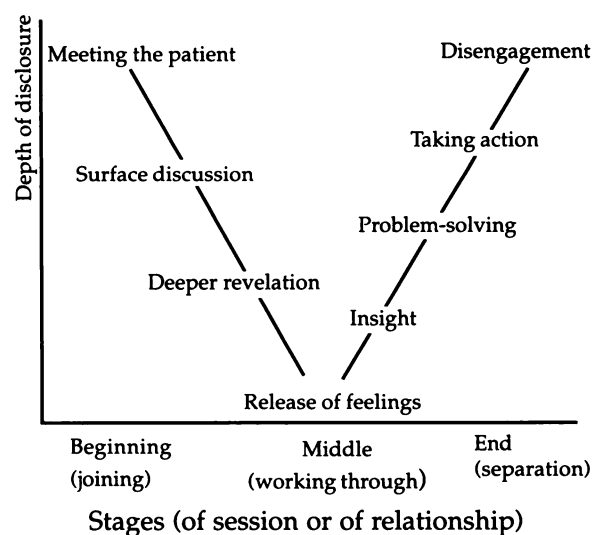 Depth of disclosure
Meeting the patient
Disengagement
Taking action
Surface discussion
Problem-solving
Deeper revelation
Insight
Release of feelings
Beginning
(joining)
Middle
(working through)
End
(separation)
Stages (of session or of relationship)